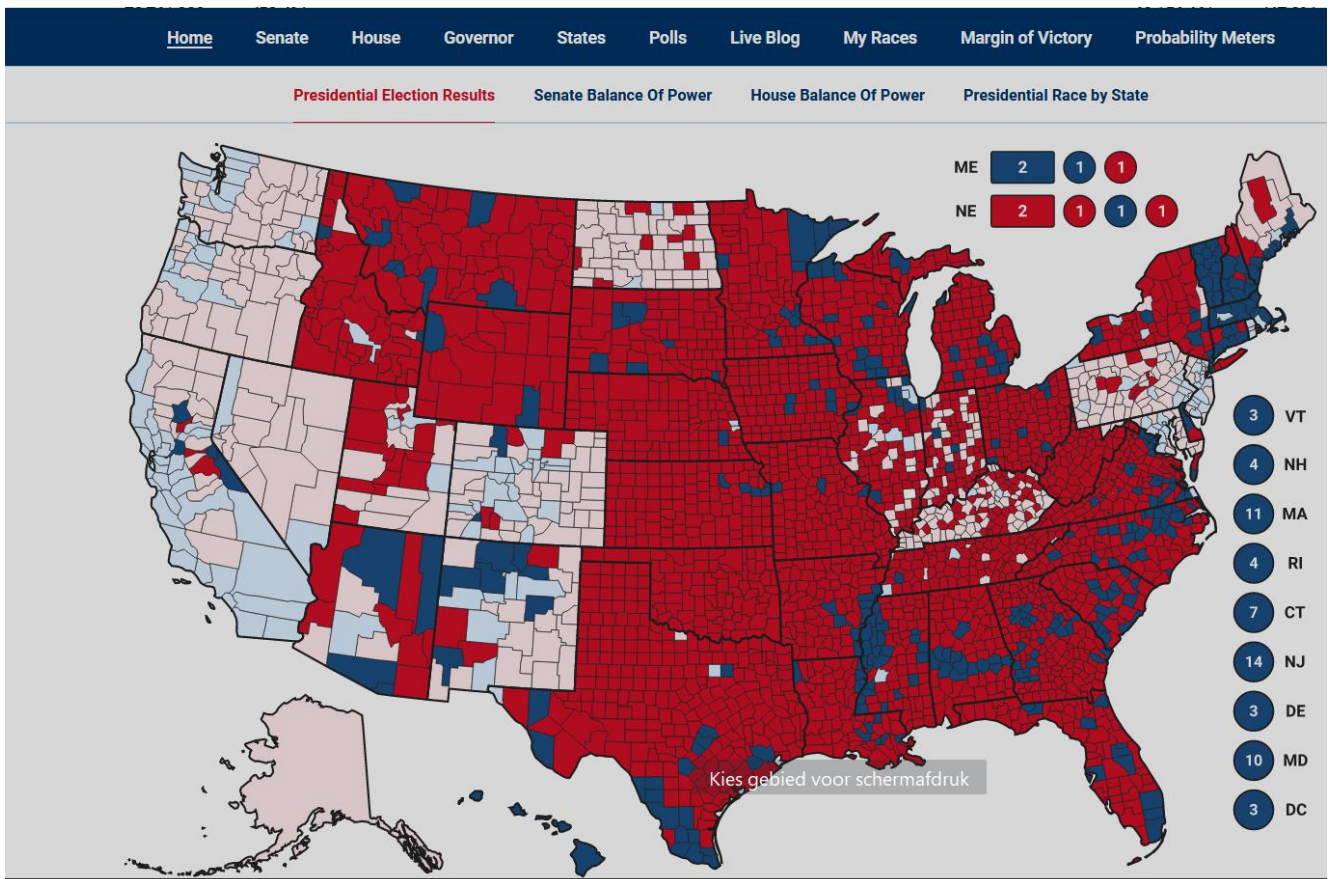 Home Senate House Governor States Polls Live Blog My Races Margin of Victory Probability Meters
Presidential Election Results Senate Balance Of Power House Balance Of Power Presidential Race by State
ME 2 1 1
NE 2 1 1 1
3 VT
4 NH
11 MA
4 RI
7 CT
14 NJ
3 DE
10 MD
3 DC
Kies gebied voor schermafdruk